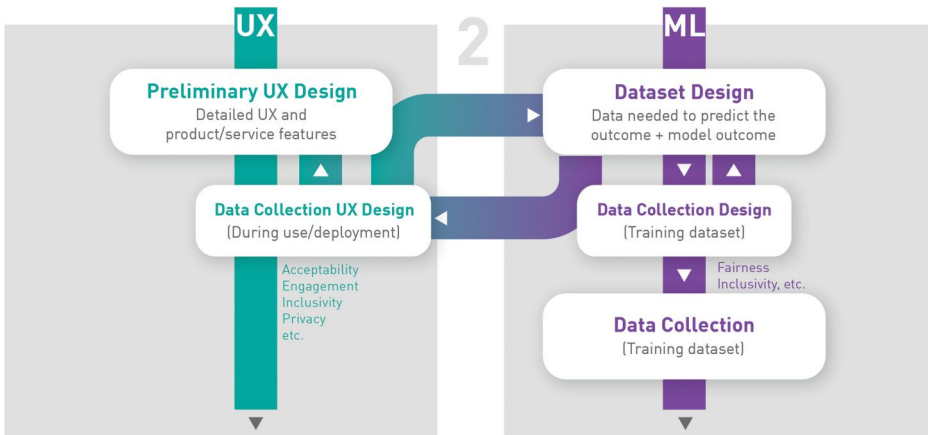 UX
2
ML
Preliminary UX Design
Detailed UX and
product/service features
Dataset Design
Data needed to predict the
outcome + model outcome
Data Collection UX Design
(During use/deployment)
Data Collection Design
(Training dataset)
Acceptability
Engagement
Inclusivity
Privacy
etc.
Fairness
Inclusivity, etc.
Data Collection
(Training dataset)